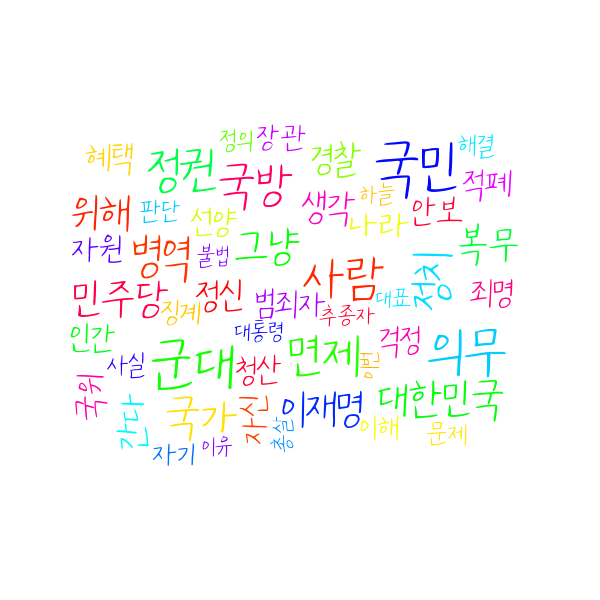 정의 장관
혜택 정권 국방 경찰 국민 해결
적폐
위해 판단 선양 생각 하늘 나라 안보
자원 병역 불법 그냥 복무
민주당 징계 정신 범죄자 사람 대표 정치 죄명
추종자
인간 사실 군대 대통령 청산 면제 걱정 의무
국위 간다 국가 자신 총살 이재명 이해 대한민국
자기 이유 문제